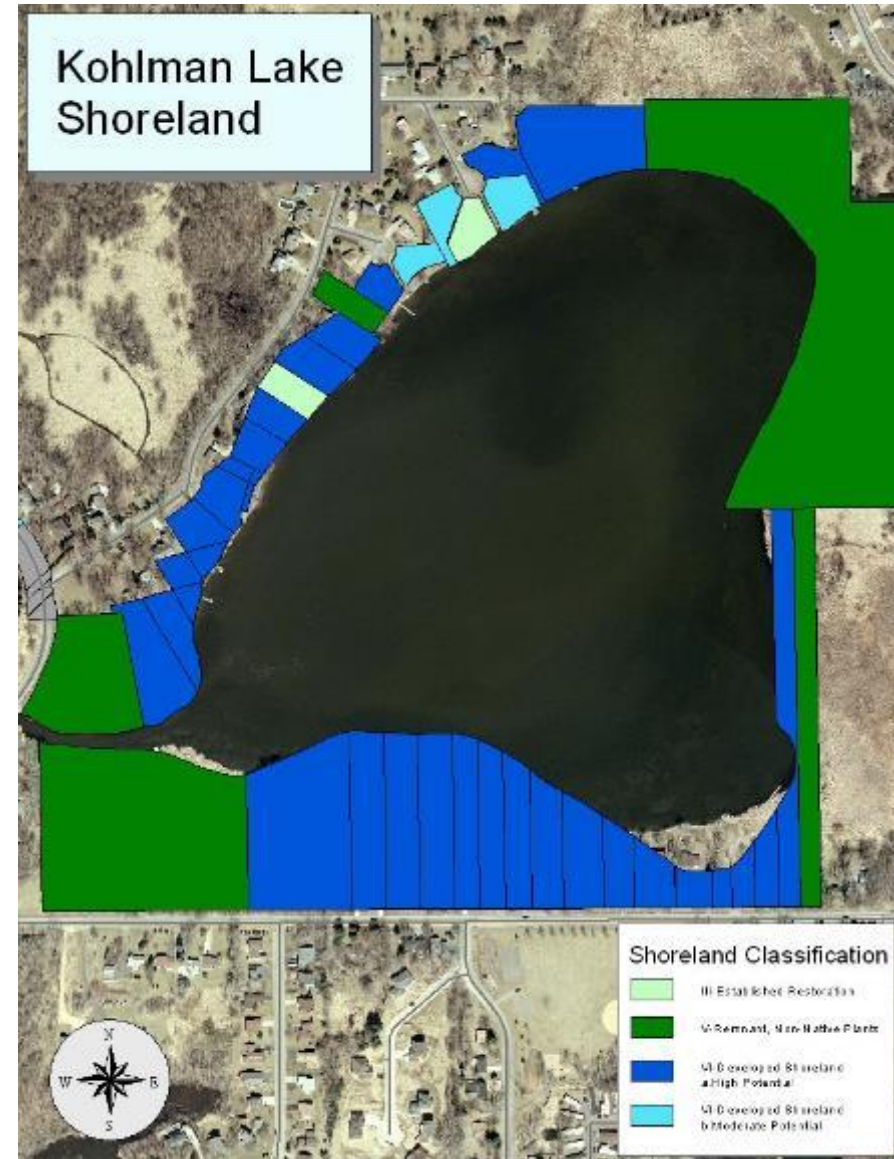 Kohlman Lake
Shoreland
Shoreland Classification
III-Established Restoration
V-Remnant, Non-Native Plants
VI-Developed Shoreland
a.High Potential
VI-Developed Shoreland
b.Moderate Potential
N
W E
S